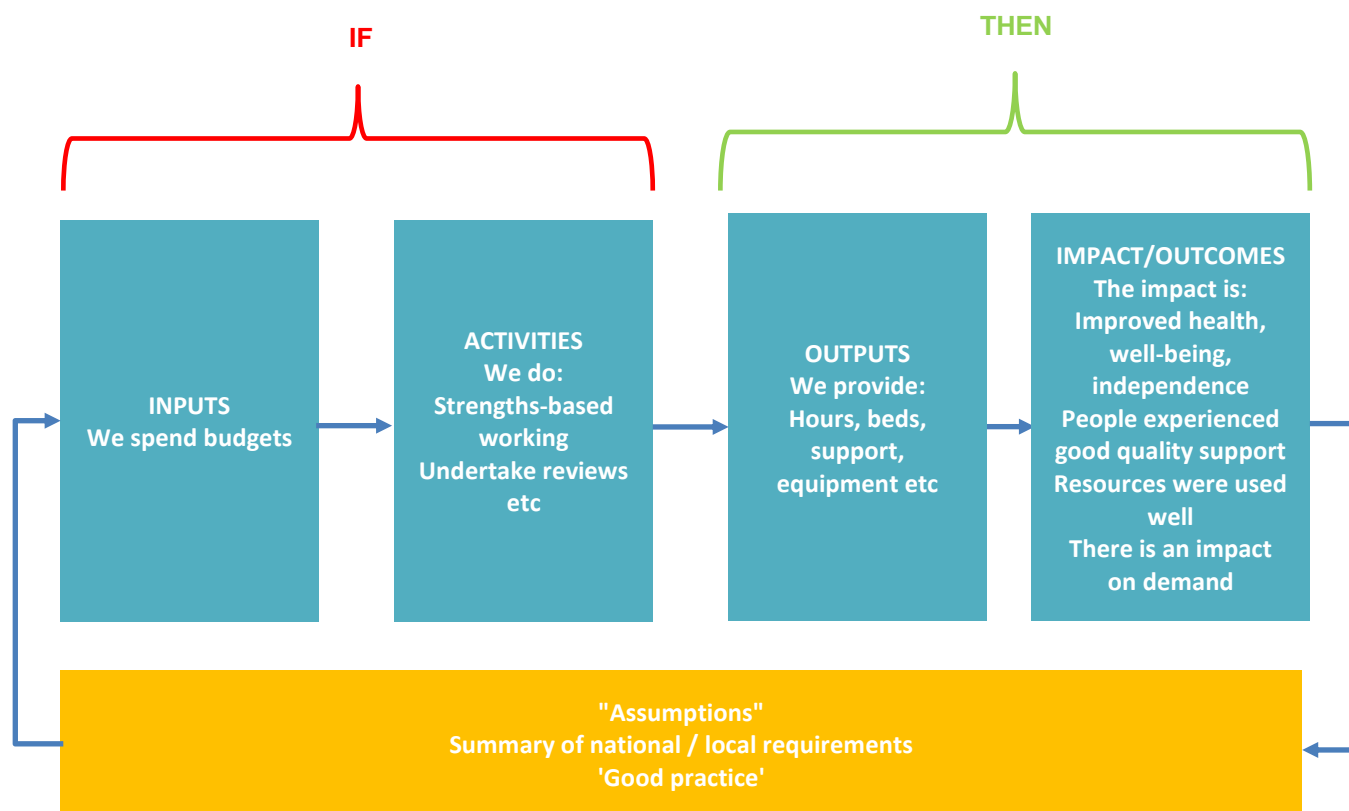 IF
THEN
INPUTS
We spend budgets
ACTIVITIES
We do:
Strengths-based
working
Undertake reviews
etc
OUTPUTS
We provide:
Hours, beds,
support,
equipment etc
IMPACT/OUTCOMES
The impact is:
Improved health,
well-being,
independence
People experienced
good quality support
Resources were used
well
There is an impact
on demand
"Assumptions"
Summary of national / local requirements
'Good practice'